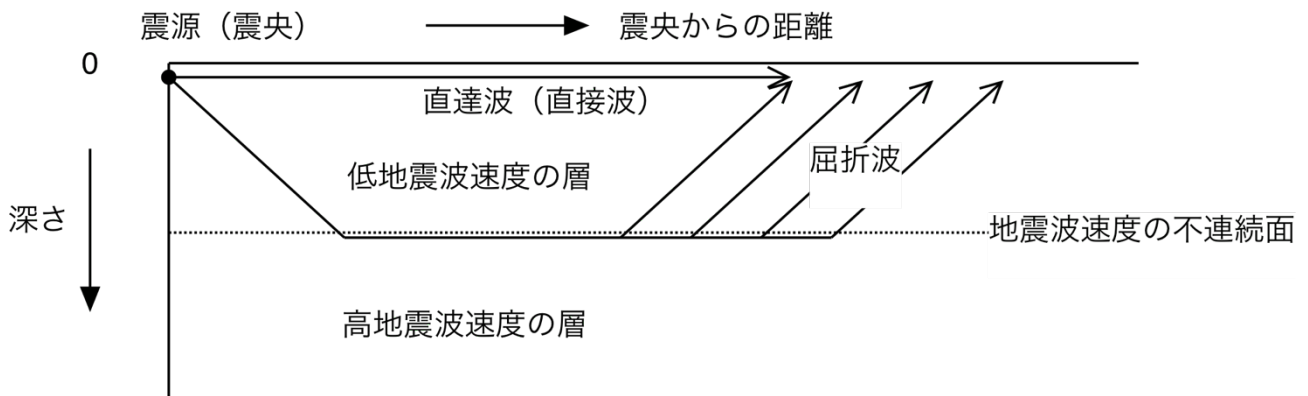 震源（震央）
震央からの距離
0
直達波（直接波）
低地震波速度の層
屈折波
深さ
地震波速度の不連続面
高地震波速度の層